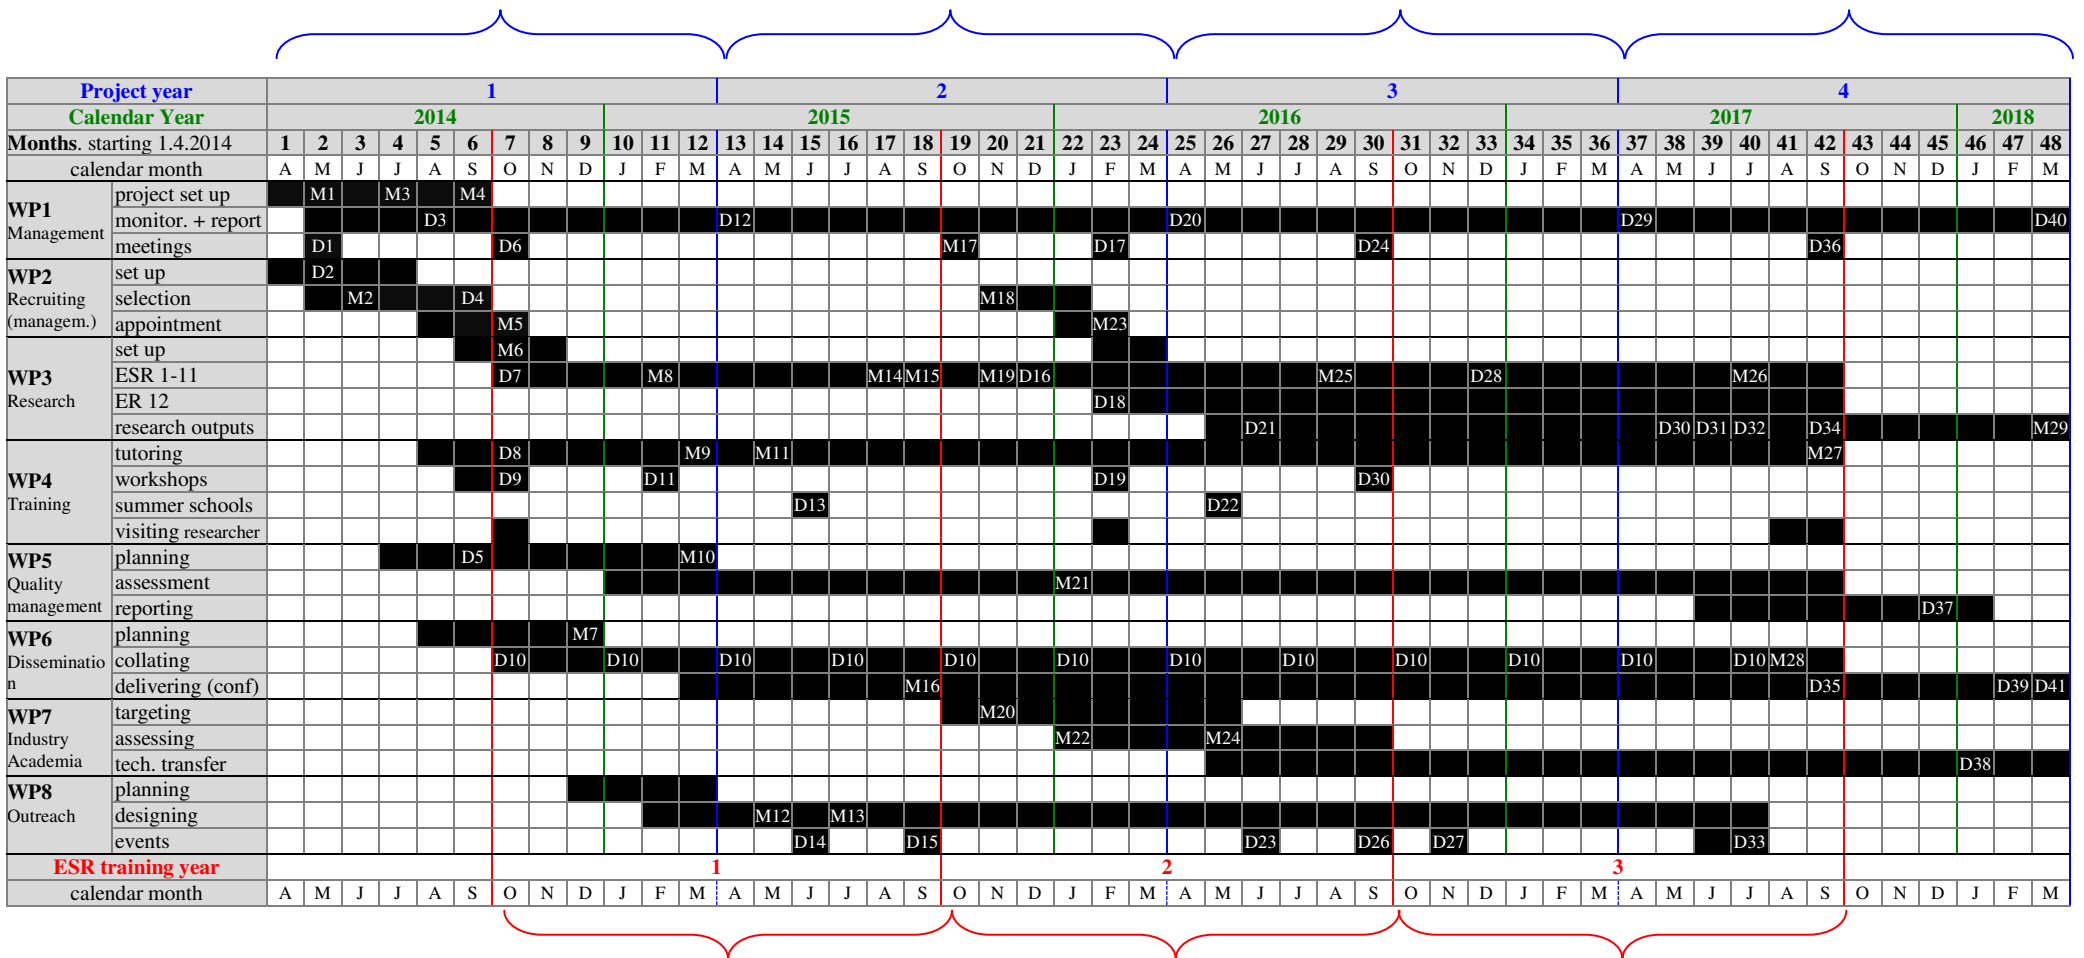 Project year 1 2 3 4
Calendar Year 2014 2015 2016 2017 2018
Months. starting 1.4.2014 1 2 3 4 5 6 7 8 9 10 11 12 13 14 15 16 17 18 19 20 21 22 23 24 25 26 27 28 29 30 31 32 33 34 35 36 37 38 39 40 41 42 43 44 45 46 47 48
calendar month A M J J A S O N D J F M A M J J A S O N D J F M A M J J A S O N D J F M A M J J A S O N D J F M
WP1
Management
project set up M1 M3 M4
monitor. + report D3 D12 D20 D29 D40
meetings D1 D6 M17 D17 D24 D36
WP2
Recruiting
(managem.)
set up D2
selection M2 D4 M18
appointment M5 M23
WP3
Research
set up M6
ESR 1-11 D7 M8 M14 M15 M19 D16 M25 D28 M26
ER 12 D18
research outputs D21 D30 D31 D32 D34 M29
WP4
Training
tutoring D8 M9 M11 M27
workshops D9 D11 D19 D30
summer schools D13 D22
visiting researcher
WP5
Quality
management
planning D5 M10
assessment M21
reporting D37
WP6
Disseminatio
n
planning M7
collating D10 D10 D10 D10 D10 D10 D10 D10 D10 D10 D10 D10 M28
delivering (conf) M16 D35 D39 D41
WP7
Industry
Academia
targeting M20
assessing M22 M24
tech. transfer D38
WP8
Outreach
planning
designing M12 M13
events D14 D15 D23 D26 D27 D33
ESR training year 1 2 3
calendar month A M J J A S O N D J F M A M J J A S O N D J F M A M J J A S O N D J F M A M J J A S O N D J F M